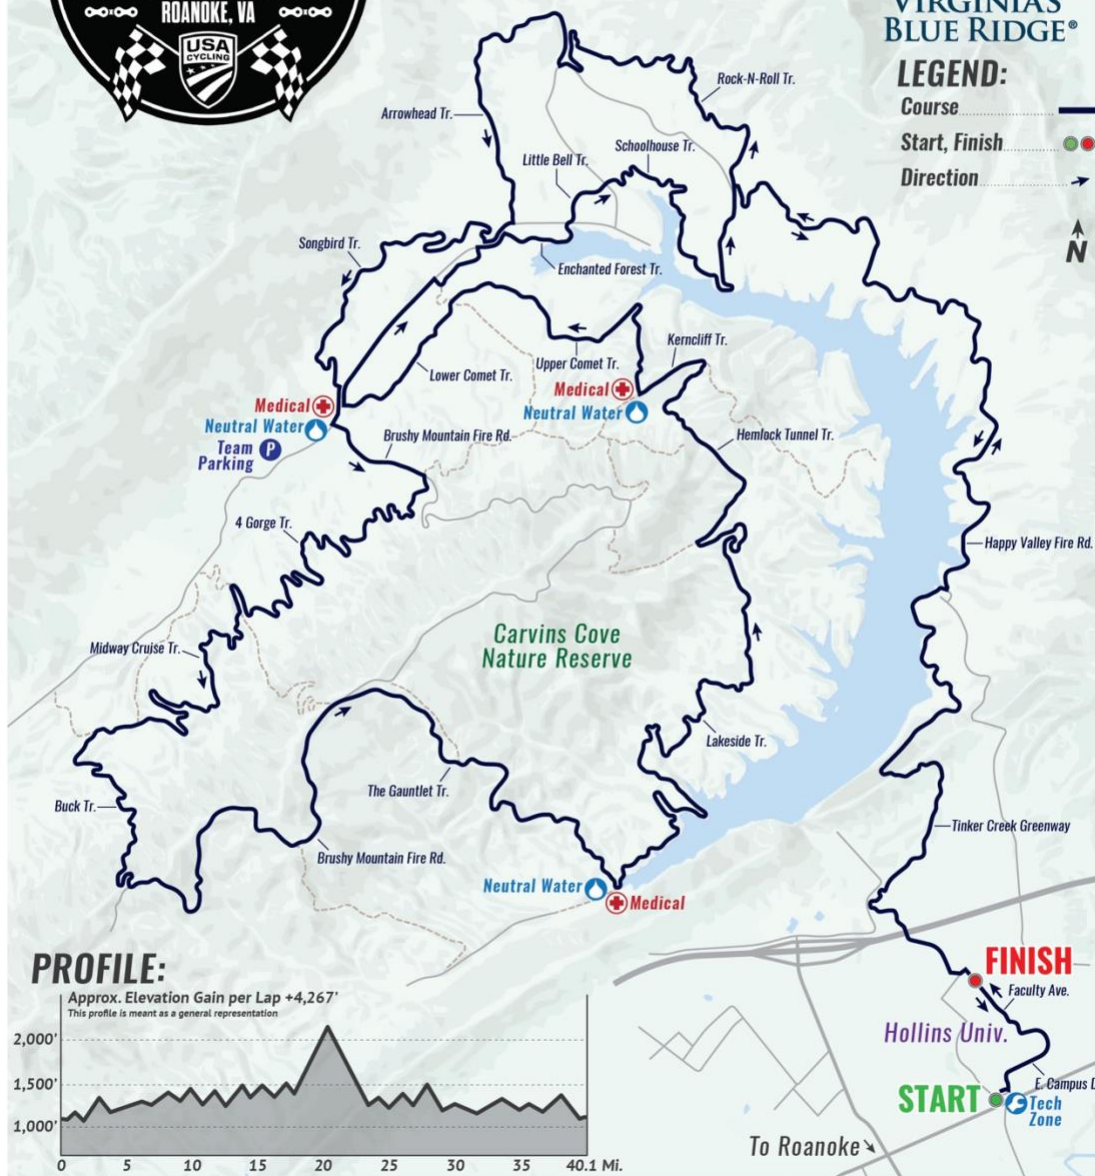 ROANOKE, VA
USA
CYCLING
VIRGINIA'S
BLUE RIDGE®
LEGEND:
Course
Start, Finish
Direction
N
Rock-N-Roll Tr.
Arrowhead Tr.
Schoolhouse Tr.
Little Bell Tr.
Songbird Tr.
Enchanted Forest Tr.
Kerncliff Tr.
Upper Comet Tr.
Lower Comet Tr.
Medical
Neutral Water
Medical
Neutral Water
Team
Parking
P
Brushy Mountain Fire Rd.
Hemlock Tunnel Tr.
4 Gorge Tr.
Happy Valley Fire Rd.
Carvins Cove
Nature Reserve
Midway Cruise Tr.
Lakeside Tr.
The Gauntlet Tr.
Buck Tr.
Tinker Creek Greenway
Brushy Mountain Fire Rd.
Neutral Water
Medical
FINISH
Faculty Ave.
Hollins Univ.
E. Campus
START
Tech
Zone
To Roanoke
PROFILE:
Approx. Elevation Gain per Lap +4,267'
This profile is meant as a general representation
2,000'
1,500'
1,000'
0 5 10 15 20 25 30 35 40.1 Mi.